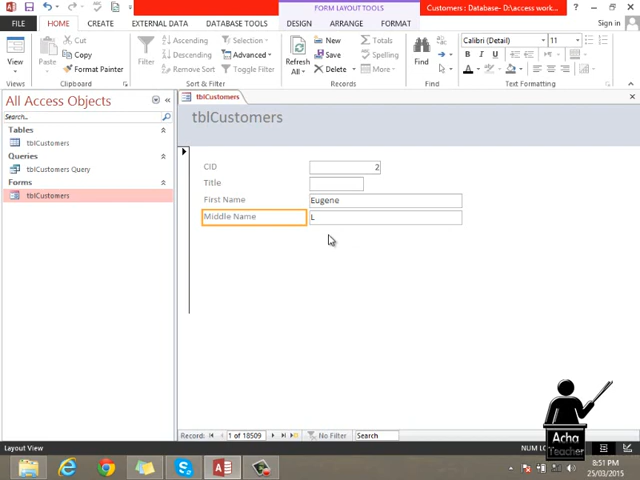 FORM LAYOUT TOOLS
Customers : Database- D:\access work...
Sign in
FILE
HOME
CREATE
EXTERNAL DATA
DATABASE TOOLS
DESIGN
ARRANGE
FORMAT
View
Paste
Cut
Copy
Format Painter
Filter
Ascending
Descending
Remove Sort
Selection
Advanced
Toggle Filter
Refresh
All
New
Save
Delete
Totals
Spelling
More
Find
Calibri (Detail)
11
B I U
Views
Clipboard
Sort & Filter
Records
Find
Text Formatting
All Access Objects
Search...
Tables
tblCustomers
Queries
tblCustomers Query
Forms
tblCustomers
tblCustomers
tblCustomers
CID
2
Title
First Name
Eugene
Middle Name
L
Record:
1 of 18509
No Filter
Search
Layout View
NUM LO
Acha
Teacher
8:51 PM
25/03/2015